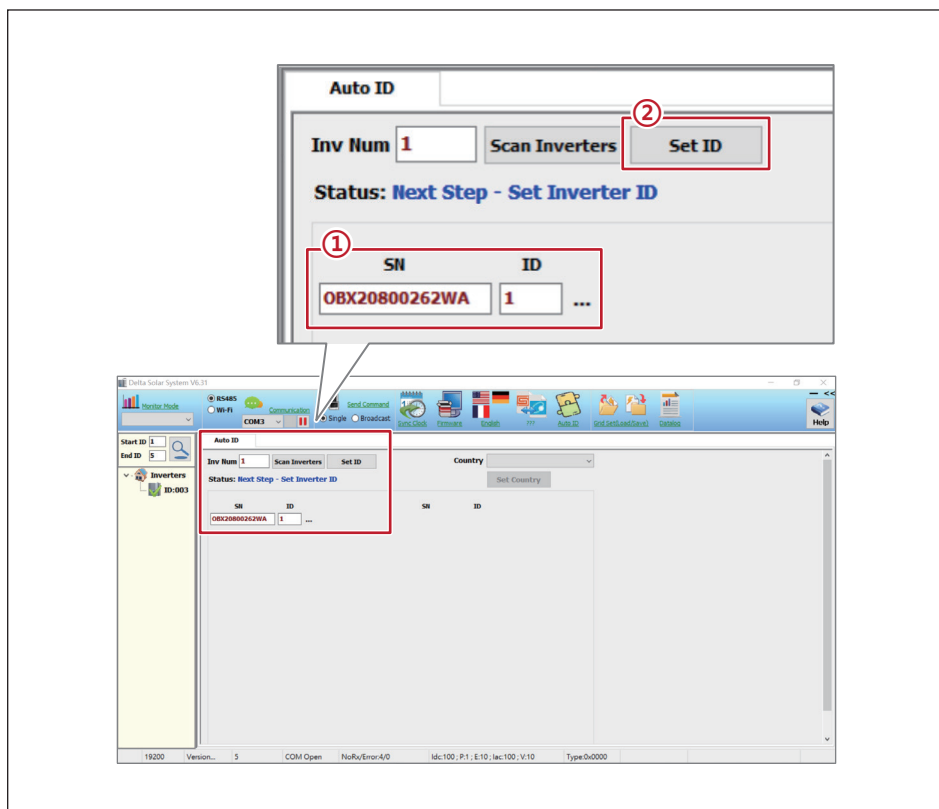 Auto ID
②
Inv Num 1 Scan Inverters Set ID
Status: Next Step - Set Inverter ID
①
SN ID
OBX20800262WA 1 ...
Delta Solar System V6.31
Monitor Mode
RS485
Wi-Fi
Communication
COM3
Send Command
Single Broadcast
Sync Clock Firmware English ??? Auto ID Grid Set(Load/Save) Datalog
<<
Help
Start ID 1
End ID 5
Inverters
ID:003
Auto ID
Inv Num 1 Scan Inverters Set ID Country
Status: Next Step - Set Inverter ID Set Country
SN ID SN ID
OBX20800262WA 1 ...
19200 Version... 5 COM Open NoRx/Error:4/0 Idc:100 ; P:1 ; E:10 ; Iac:100 ; V:10 Type:0x0000